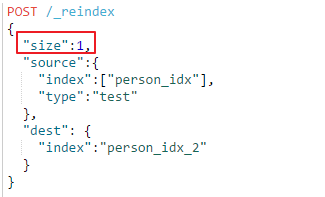 POST /_reindex
{
  "size":1,
  "source":{
    "index":["person_idx"],
    "type":"test"
  },
  "dest": {
    "index":"person_idx_2"
  }
}